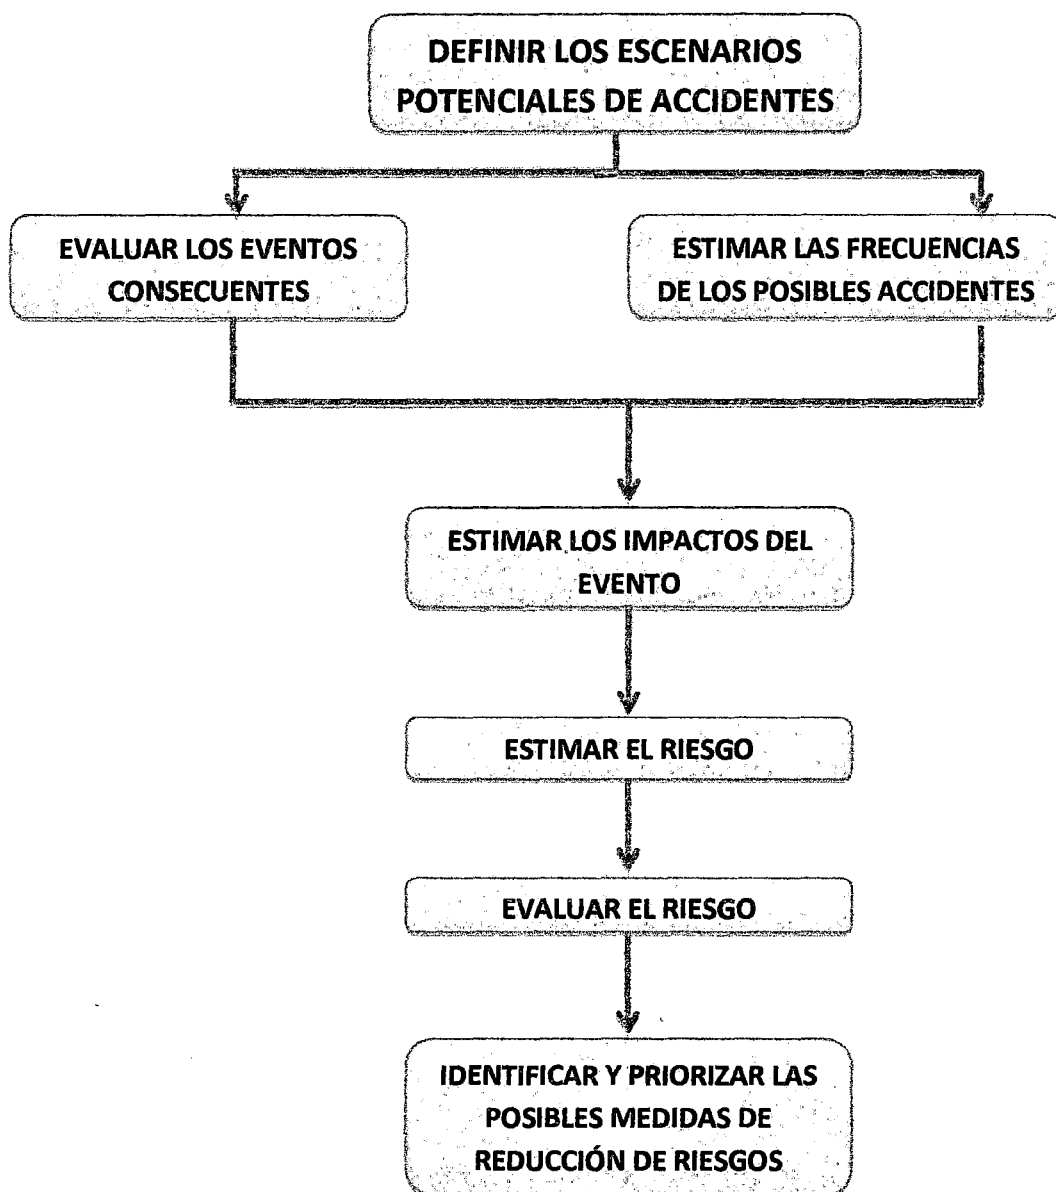 DEFINIR LOS ESCENARIOS
POTENCIALES DE ACCIDENTES
EVALUAR LOS EVENTOS
CONSECUENTES
ESTIMAR LAS FRECUENCIAS
DE LOS POSIBLES ACCIDENTES
ESTIMAR LOS IMPACTOS DEL
EVENTO
ESTIMAR EL RIESGO
EVALUAR EL RIESGO
IDENTIFICAR Y PRIORIZAR LAS
POSIBLES MEDIDAS DE
REDUCCIÓN DE RIESGOS